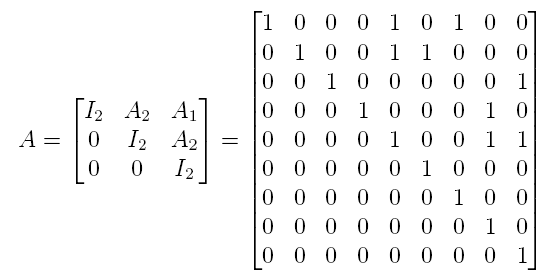 A = [I₂ A₂ A₁; 0 I₂ A₂; 0 0 I₂] =
1 0 0 0 1 0 1 0 0
0 1 0 0 1 1 0 0 0
0 0 1 0 0 0 0 0 1
0 0 0 1 0 0 0 1 0
0 0 0 0 1 0 0 1 1
0 0 0 0 0 1 0 0 0
0 0 0 0 0 0 1 0 0
0 0 0 0 0 0 0 1 0
0 0 0 0 0 0 0 0 1